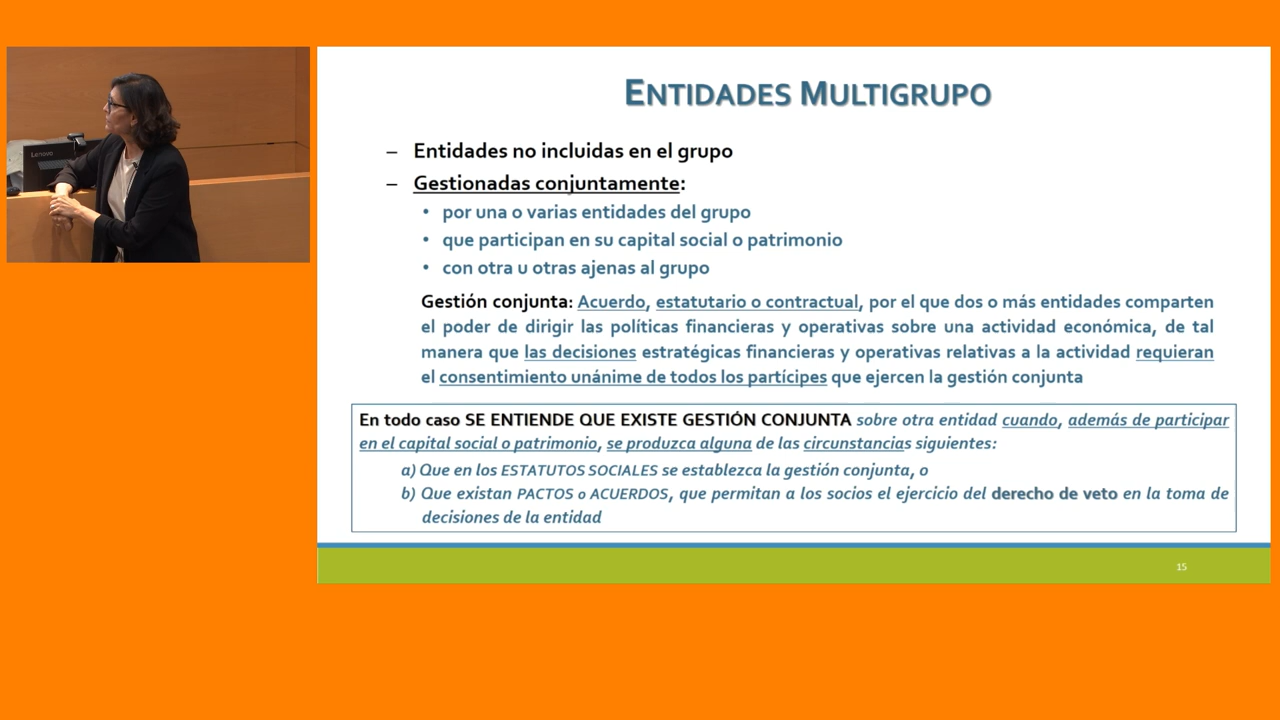 Lenovo
ENTIDADES MULTIGRUPO
– Entidades no incluidas en el grupo
– Gestionadas conjuntamente:
• por una o varias entidades del grupo
• que participan en su capital social o patrimonio
• con otra u otras ajenas al grupo
Gestión conjunta: Acuerdo, estatutario o contractual, por el que dos o más entidades comparten
el poder de dirigir las políticas financieras y operativas sobre una actividad económica, de tal
manera que las decisiones estratégicas financieras y operativas relativas a la actividad requieran
el consentimiento unánime de todos los partícipes que ejercen la gestión conjunta
En todo caso SE ENTIENDE QUE EXISTE GESTIÓN CONJUNTA sobre otra entidad cuando, además de participar
en el capital social o patrimonio, se produzca alguna de las circunstancias siguientes:
a) Que en los ESTATUTOS SOCIALES se establezca la gestión conjunta, o
b) Que existan PACTOS o ACUERDOS, que permitan a los socios el ejercicio del derecho de veto en la toma de
decisiones de la entidad
15